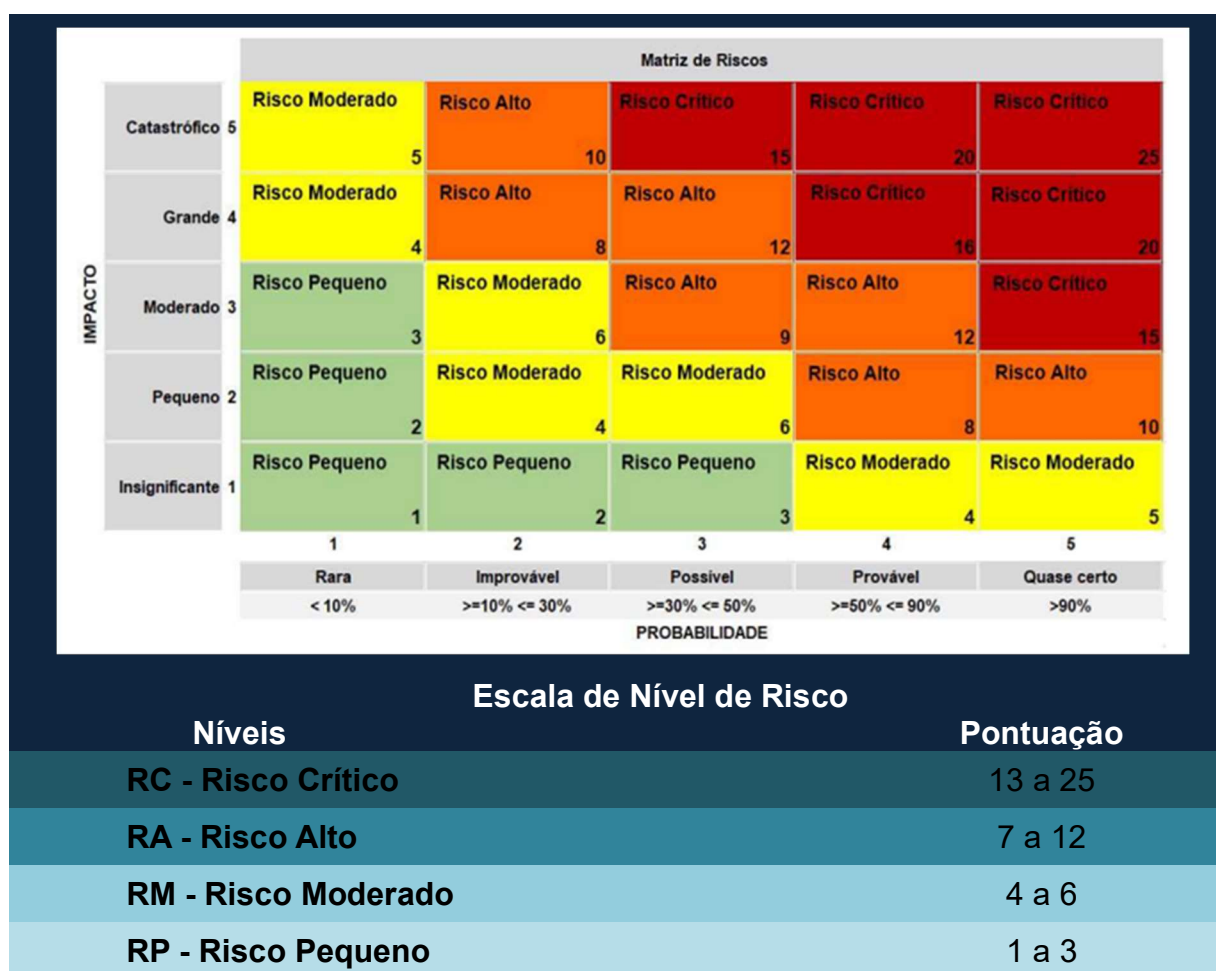 Matriz de Riscos
IMPACTO
Catastrófico 5
Risco Moderado 5
Risco Alto 10
Risco Crítico 15
Risco Crítico 20
Risco Crítico 25
Grande 4
Risco Moderado 4
Risco Alto 8
Risco Alto 12
Risco Crítico 16
Risco Crítico 20
Moderado 3
Risco Pequeno 3
Risco Moderado 6
Risco Alto 9
Risco Alto 12
Risco Crítico 15
Pequeno 2
Risco Pequeno 2
Risco Moderado 4
Risco Moderado 6
Risco Alto 8
Risco Alto 10
Insignificante 1
Risco Pequeno 1
Risco Pequeno 2
Risco Pequeno 3
Risco Moderado 4
Risco Moderado 5
1 2 3 4 5
Rara Improvável Possível Provável Quase certo
< 10% >=10% <= 30% >=30% <= 50% >=50% <= 90% >90%
PROBABILIDADE
Escala de Nível de Risco
Níveis Pontuação
RC - Risco Crítico 13 a 25
RA - Risco Alto 7 a 12
RM - Risco Moderado 4 a 6
RP - Risco Pequeno 1 a 3